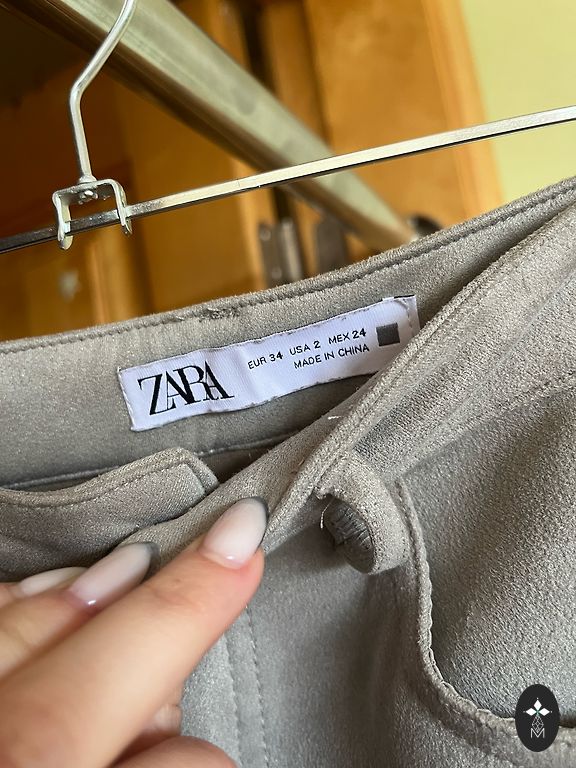 ZARA
EUR 34 USA 2 MEX 24
MADE IN CHINA
M